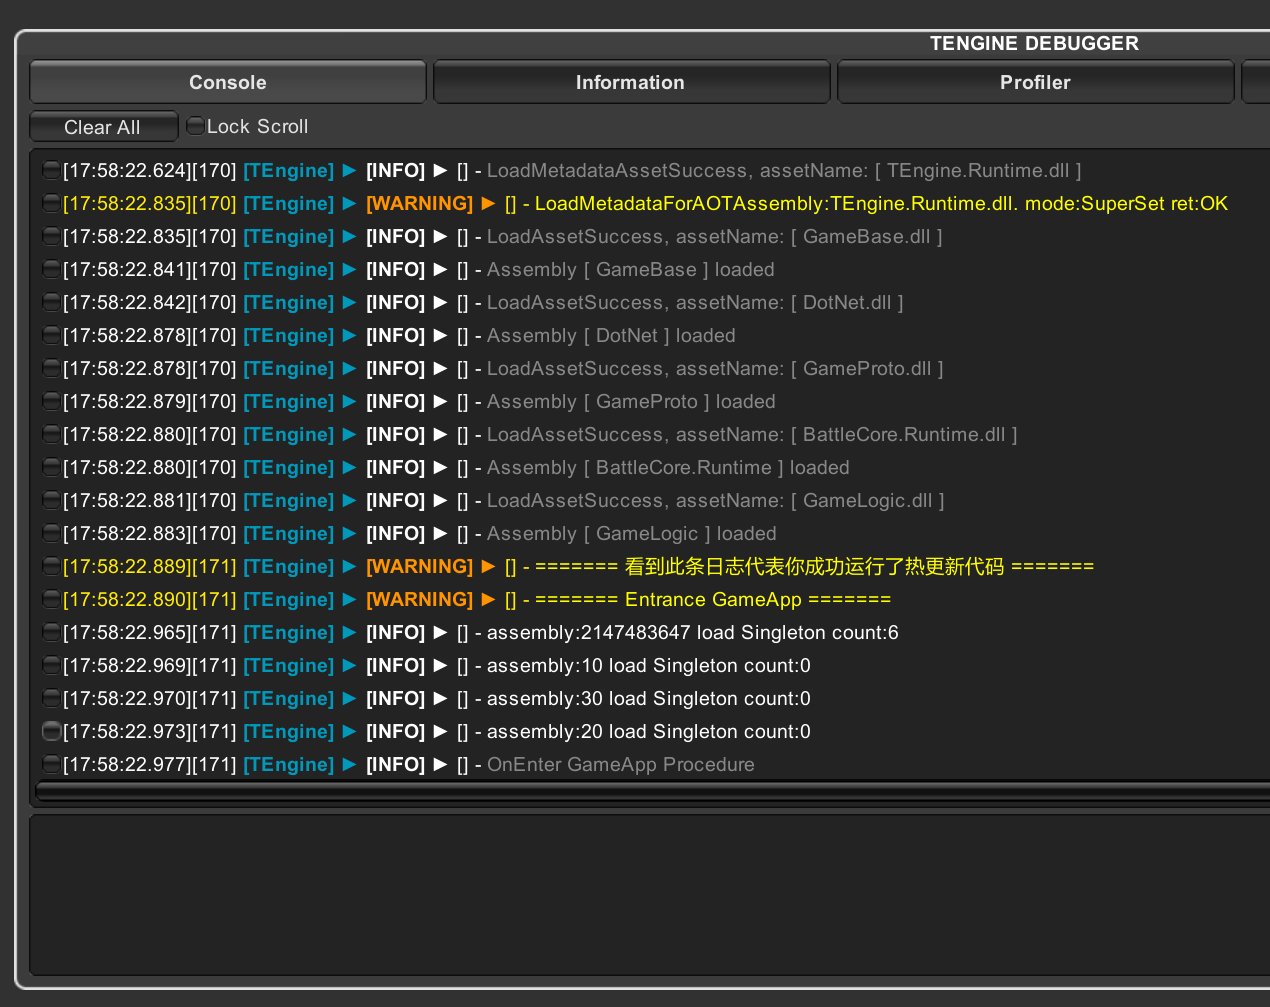 TENGINE DEBUGGER
Console Information Profiler
Clear All Lock Scroll
[17:58:22.624][170] [TEngine] ► [INFO] ► [] - LoadMetadataAssetSuccess, assetName: [ TEngine.Runtime.dll ]
[17:58:22.835][170] [TEngine] ► [WARNING] ► [] - LoadMetadataForAOTAssembly:TEngine.Runtime.dll. mode:SuperSet ret:OK
[17:58:22.835][170] [TEngine] ► [INFO] ► [] - LoadAssetSuccess, assetName: [ GameBase.dll ]
[17:58:22.841][170] [TEngine] ► [INFO] ► [] - Assembly [ GameBase ] loaded
[17:58:22.842][170] [TEngine] ► [INFO] ► [] - LoadAssetSuccess, assetName: [ DotNet.dll ]
[17:58:22.878][170] [TEngine] ► [INFO] ► [] - Assembly [ DotNet ] loaded
[17:58:22.878][170] [TEngine] ► [INFO] ► [] - LoadAssetSuccess, assetName: [ GameProto.dll ]
[17:58:22.879][170] [TEngine] ► [INFO] ► [] - Assembly [ GameProto ] loaded
[17:58:22.880][170] [TEngine] ► [INFO] ► [] - LoadAssetSuccess, assetName: [ BattleCore.Runtime.dll ]
[17:58:22.880][170] [TEngine] ► [INFO] ► [] - Assembly [ BattleCore.Runtime ] loaded
[17:58:22.881][170] [TEngine] ► [INFO] ► [] - LoadAssetSuccess, assetName: [ GameLogic.dll ]
[17:58:22.883][170] [TEngine] ► [INFO] ► [] - Assembly [ GameLogic ] loaded
[17:58:22.889][171] [TEngine] ► [WARNING] ► [] - ======= 看到此条日志代表你成功运行了热更新代码 =======
[17:58:22.890][171] [TEngine] ► [WARNING] ► [] - ======= Entrance GameApp =======
[17:58:22.965][171] [TEngine] ► [INFO] ► [] - assembly:2147483647 load Singleton count:6
[17:58:22.969][171] [TEngine] ► [INFO] ► [] - assembly:10 load Singleton count:0
[17:58:22.970][171] [TEngine] ► [INFO] ► [] - assembly:30 load Singleton count:0
[17:58:22.973][171] [TEngine] ► [INFO] ► [] - assembly:20 load Singleton count:0
[17:58:22.977][171] [TEngine] ► [INFO] ► [] - OnEnter GameApp Procedure